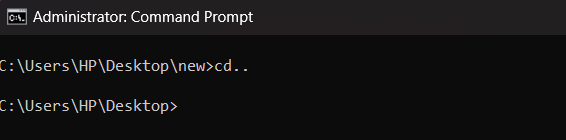 Administrator: Command Prompt
C:\Users\HP\Desktop\new>cd..
C:\Users\HP\Desktop>